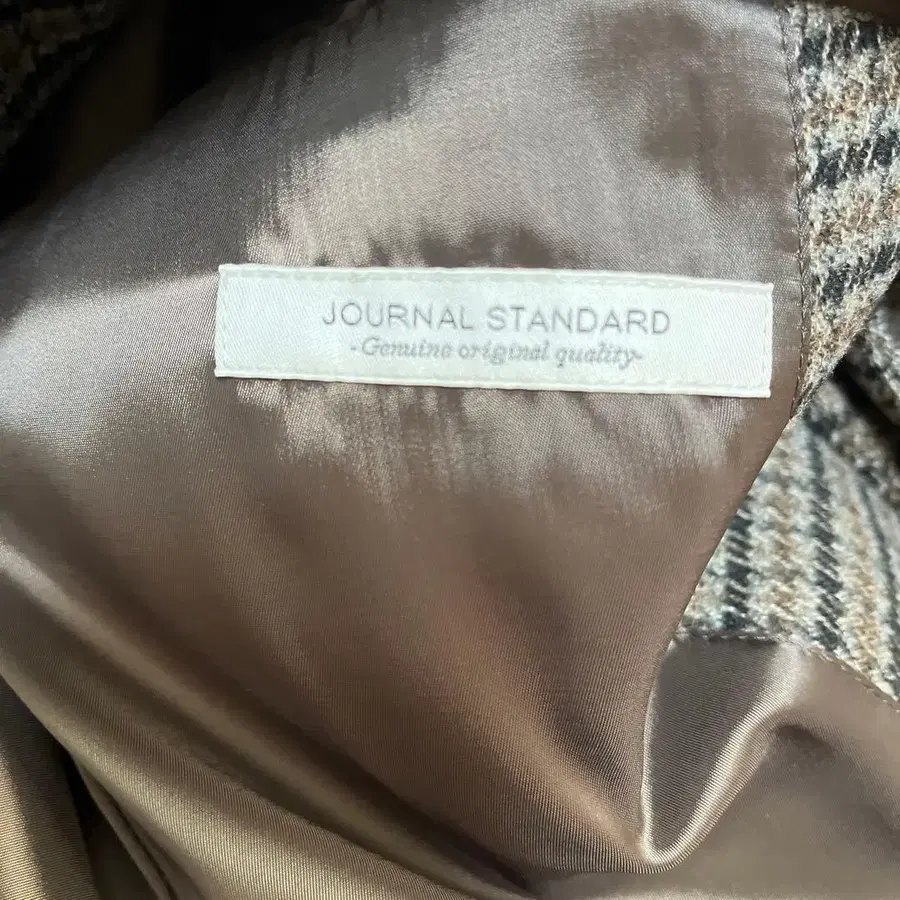 JOURNAL STANDARD
-Genuine original quality-